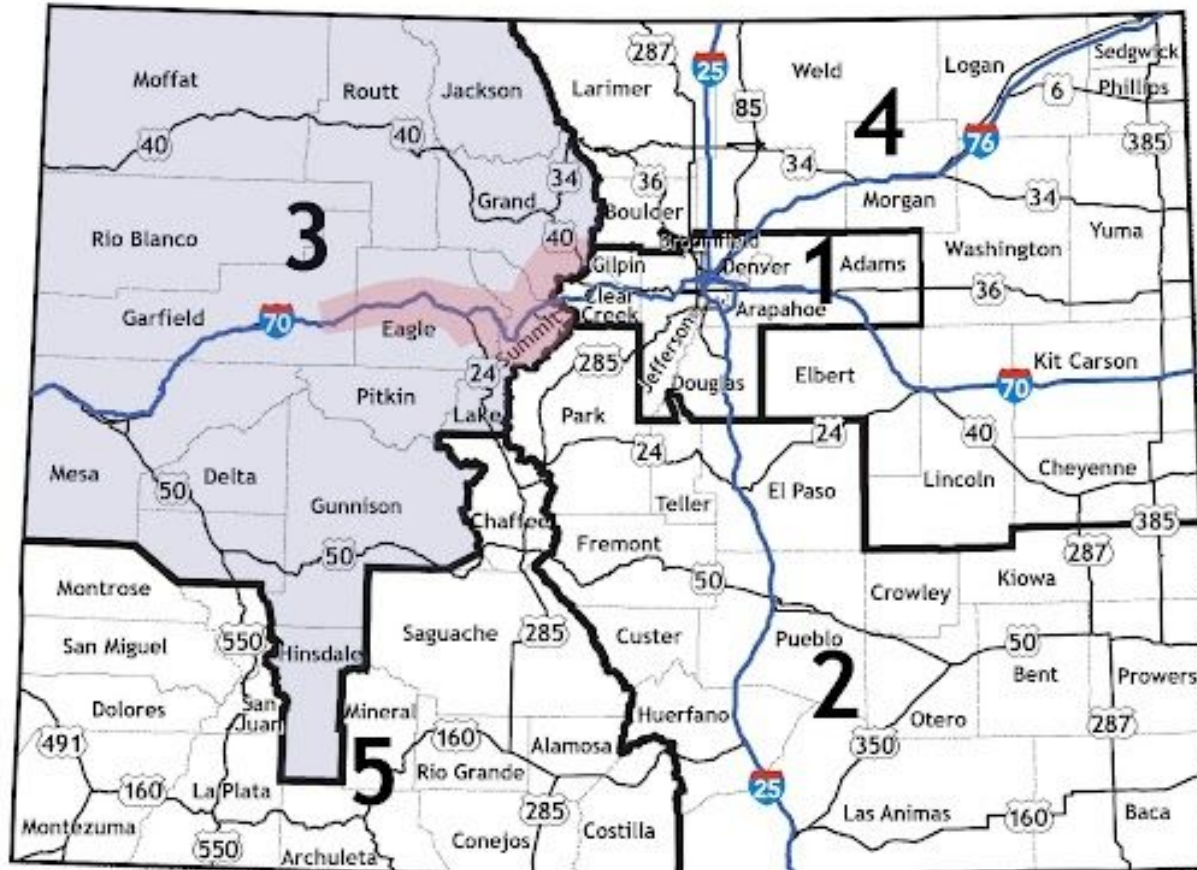 287
25
Weld
Logan
Sedgwick
Phillips
Moffat
Routt
Jackson
Larimer
85
4
6
76
385
40
40
34
36
34
Grand
34
Boulder
Morgan
Yuma
Rio Blanco
3
40
Broomfield
Washington
Gilpin
Denver
1
Adams
36
Garfield
70
Eagle
Clear
Creek
Arapahoe
Summit
Jefferson
285
Kit Carson
24
Pitkin
Douglas
Elbert
70
Lake
Park
24
24
40
Mesa
50
Delta
Teller
El Paso
Lincoln
Cheyenne
Gunnison
Chaffee
385
50
Fremont
50
287
Montrose
Crowley
Kiowa
San Miguel
550
Hinsdale
Saguache
285
Custer
Pueblo
50
Bent
Prowers
Dolores
San
Juan
Mineral
2
Huerfano
Otero
287
491
160
Alamosa
350
5
Rio Grande
160
La Plata
25
285
Las Animas
160
Baca
Montezuma
Costilla
550
Archuleta
Conejos